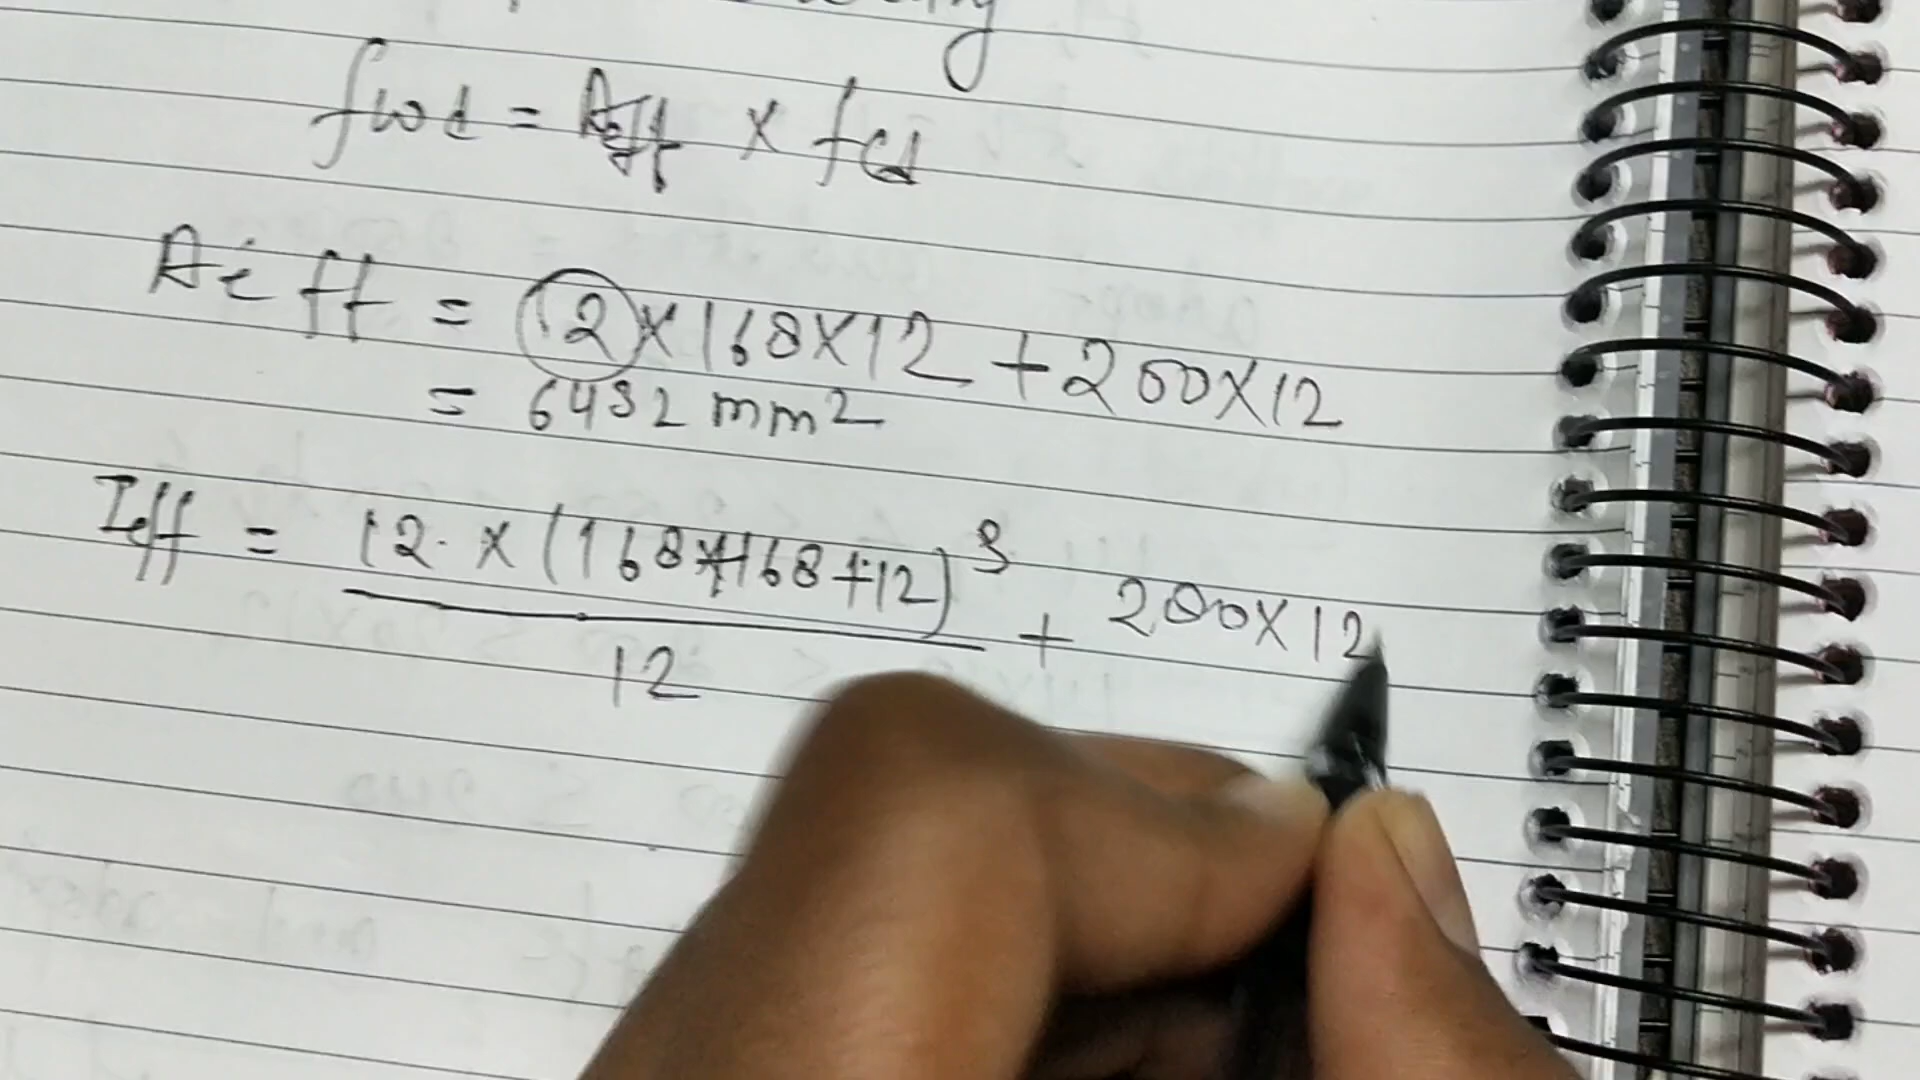 fwd = Aeff × fcd
Aeff = (2×168×12 + 200×12
= 6432 mm2
Ieff = 12 × (168+168+12)³ / 12 + 200×12